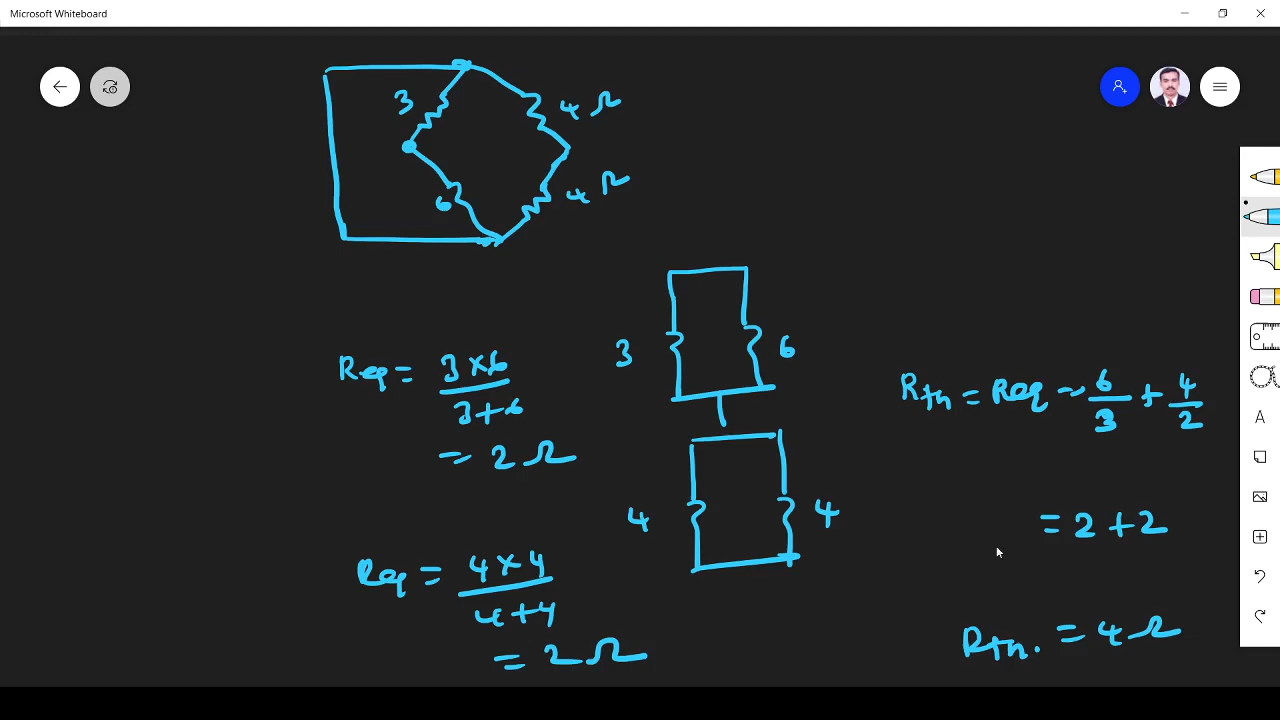 Microsoft Whiteboard
3
4 Ω
6
4 Ω
3
6
Req = 3 × 6 / 3 + 6
= 2 Ω
Rth = Req → 6/3 + 4/2
= 2 + 2
Rth. = 4 Ω
4
4
Req = 4 × 4 / 4 + 4
= 2 Ω
A